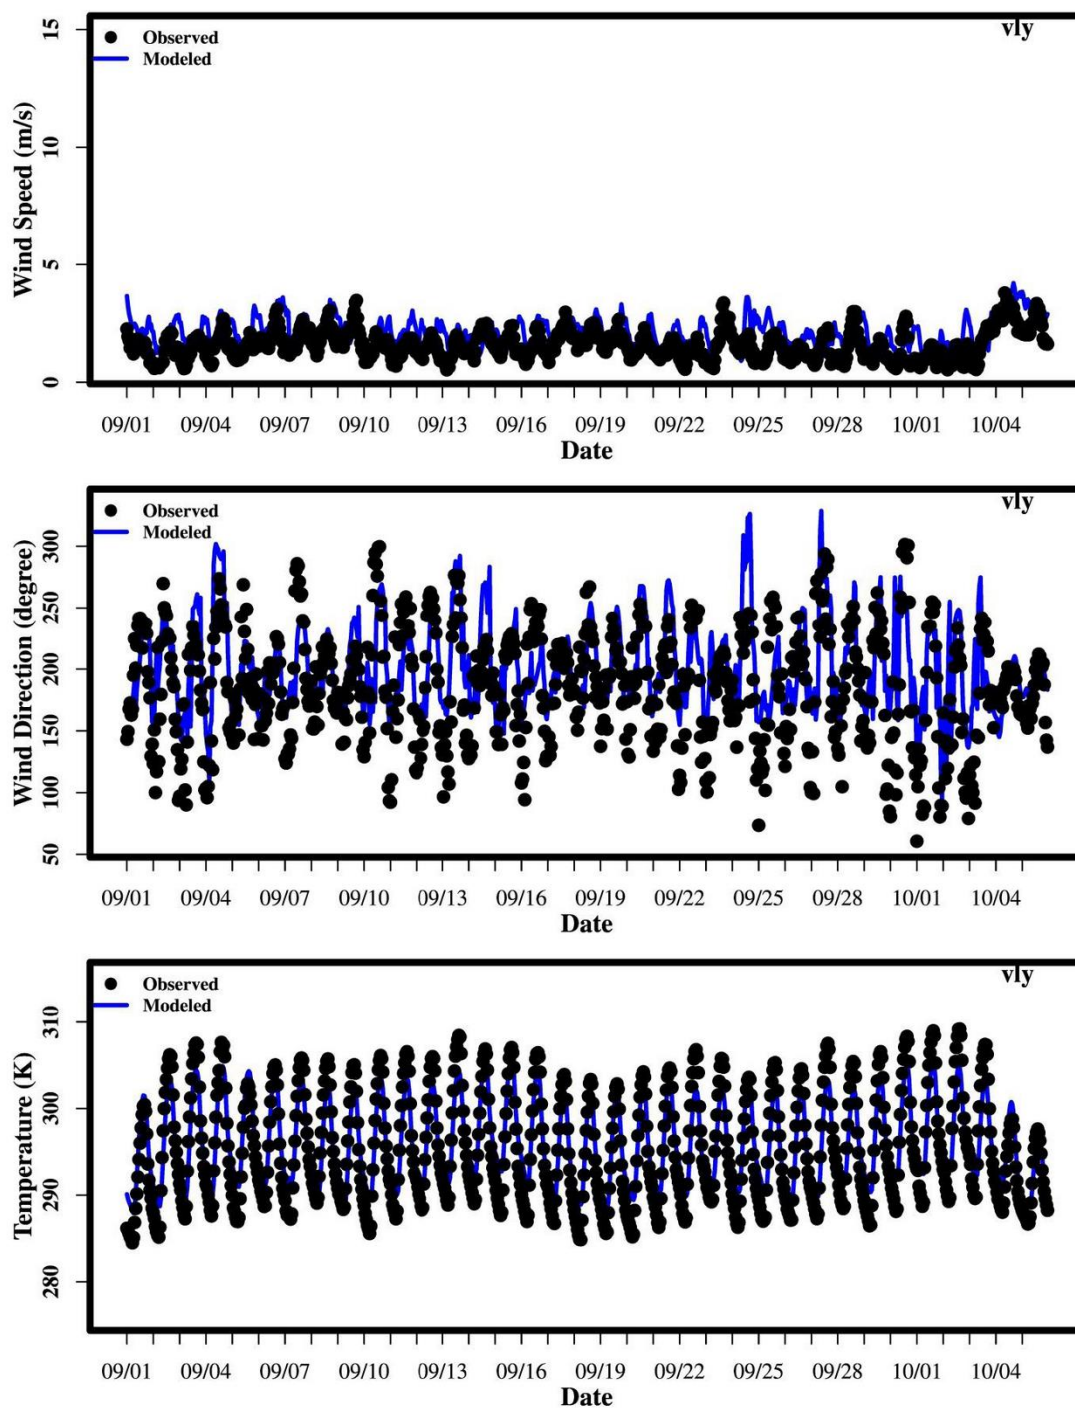 vly
Observed
Modeled
Wind Speed (m/s)
15
10
5
0
09/01 09/04 09/07 09/10 09/13 09/16 09/19 09/22 09/25 09/28 10/01 10/04
Date
vly
Observed
Modeled
Wind Direction (degree)
300
250
200
150
100
50
09/01 09/04 09/07 09/10 09/13 09/16 09/19 09/22 09/25 09/28 10/01 10/04
Date
vly
Observed
Modeled
Temperature (K)
310
300
290
280
09/01 09/04 09/07 09/10 09/13 09/16 09/19 09/22 09/25 09/28 10/01 10/04
Date